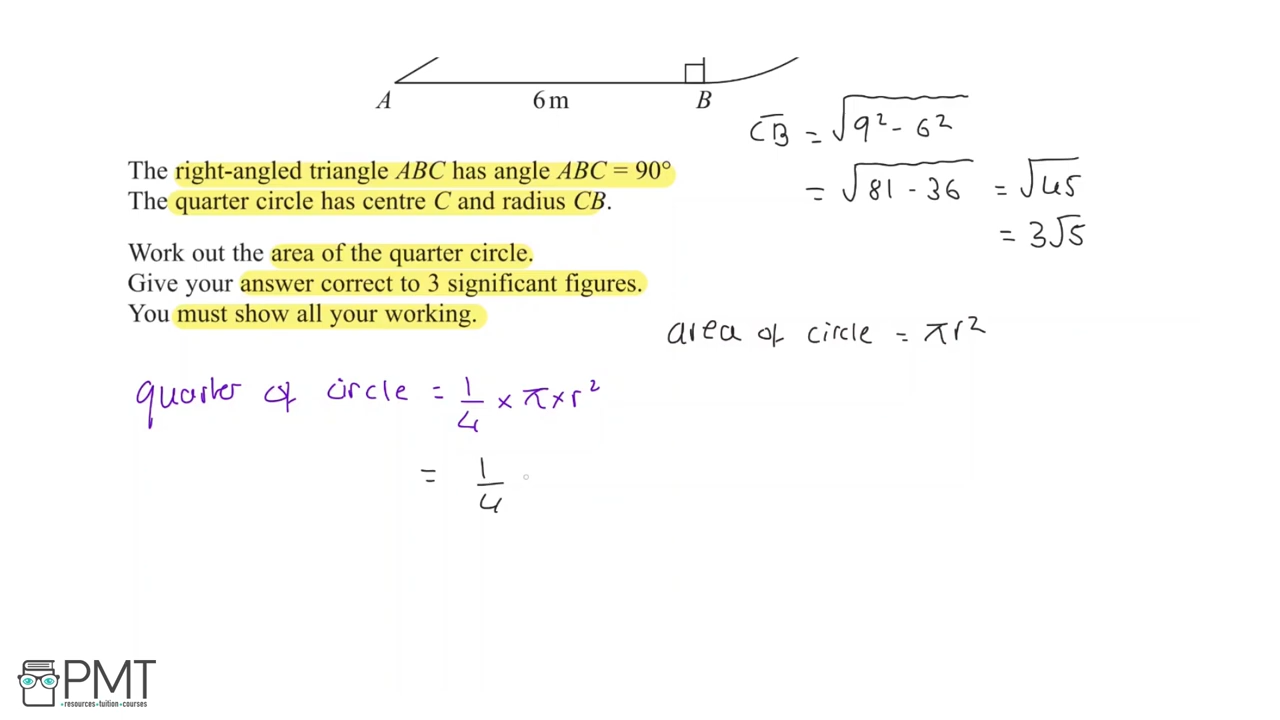 A 6 m B
CB = √9² - 6²
= √81 - 36 = √45
= 3√5
The right-angled triangle ABC has angle ABC = 90°
The quarter circle has centre C and radius CB.
Work out the area of the quarter circle.
Give your answer correct to 3 significant figures.
You must show all your working.
area of circle = πr²
quarter of circle = 1/4 × π × r²
= 1/4
PMT
•resources•tuition•courses